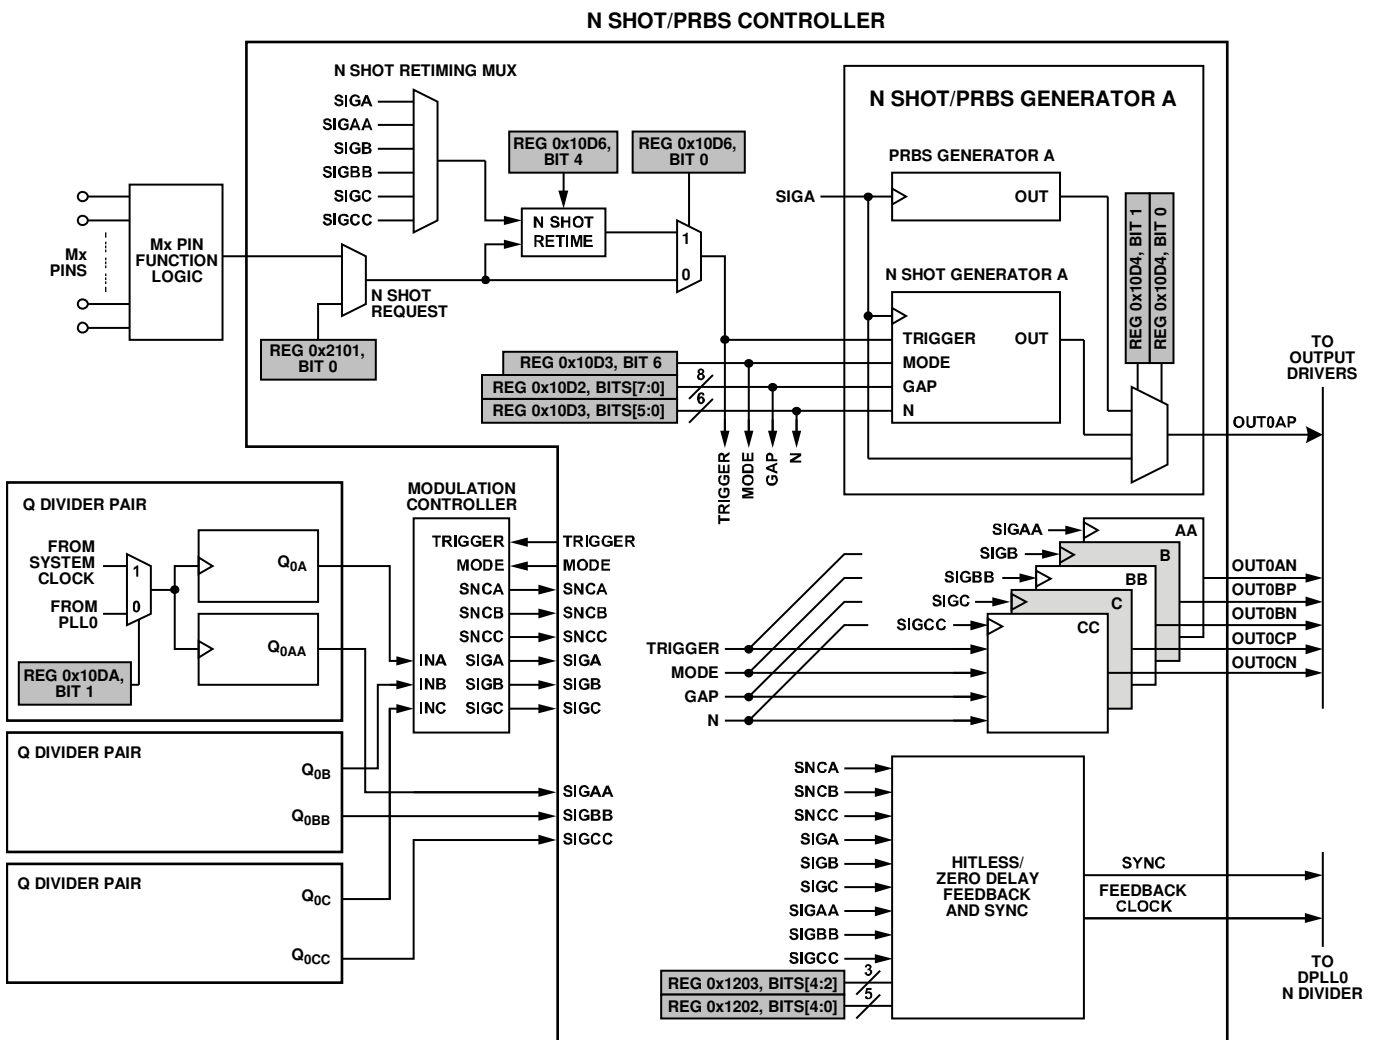 N SHOT/PRBS CONTROLLER
N SHOT RETIMING MUX
SIGA
SIGAA
SIGB
SIGBB
SIGC
SIGCC
REG 0x10D6,
BIT 4
REG 0x10D6,
BIT 0
N SHOT
RETIME
1
0
Mx
PINS
Mx PIN
FUNCTION
LOGIC
N SHOT
REQUEST
REG 0x2101,
BIT 0
N SHOT/PRBS GENERATOR A
PRBS GENERATOR A
SIGA
OUT
N SHOT GENERATOR A
TRIGGER
MODE
GAP
N
OUT
REG 0x10D4, BIT 1
REG 0x10D4, BIT 0
REG 0x10D3, BIT 6
REG 0x10D2, BITS[7:0]
8
REG 0x10D3, BITS[5:0]
6
TRIGGER
MODE
GAP
N
TO
OUTPUT
DRIVERS
OUT0AP
Q DIVIDER PAIR
FROM
SYSTEM
CLOCK
FROM
PLL0
1
0
REG 0x10DA,
BIT 1
Q0A
Q0AA
Q DIVIDER PAIR
Q0B
Q0BB
Q DIVIDER PAIR
Q0C
Q0CC
MODULATION
CONTROLLER
TRIGGER
MODE
SNCA
SNCB
SNCC
INA SIGA
INB SIGB
INC SIGC
TRIGGER
MODE
SNCA
SNCB
SNCC
SIGA
SIGB
SIGC
SIGAA
SIGBB
SIGCC
SIGAA
AA
SIGB
B
SIGBB
BB
SIGC
C
SIGCC
CC
TRIGGER
MODE
GAP
N
OUT0AN
OUT0BP
OUT0BN
OUT0CP
OUT0CN
SNCA
SNCB
SNCC
SIGA
SIGB
SIGC
SIGAA
SIGBB
SIGCC
REG 0x1203, BITS[4:2]
3
REG 0x1202, BITS[4:0]
5
HITLESS/
ZERO DELAY
FEEDBACK
AND SYNC
SYNC
FEEDBACK
CLOCK
TO
DPLL0
N DIVIDER